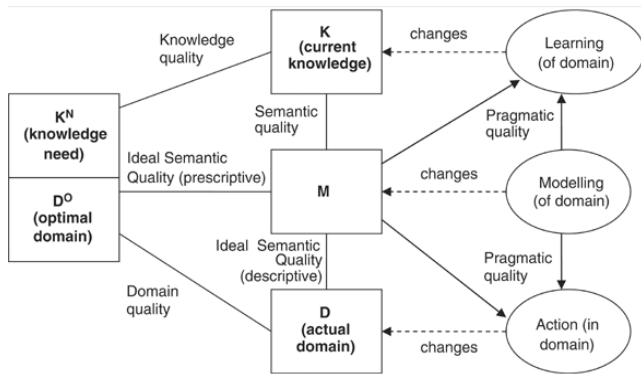 Knowledge
quality
K
(current
knowledge)
changes
Learning
(of domain)
K^N
(knowledge
need)
D^O
(optimal
domain)
Semantic
quality
Pragmatic
quality
Ideal Semantic
Quality (prescriptive)
M
changes
Modelling
(of domain)
Ideal Semantic
Quality
(descriptive)
Pragmatic
quality
Domain
quality
D
(actual
domain)
changes
Action (in
domain)